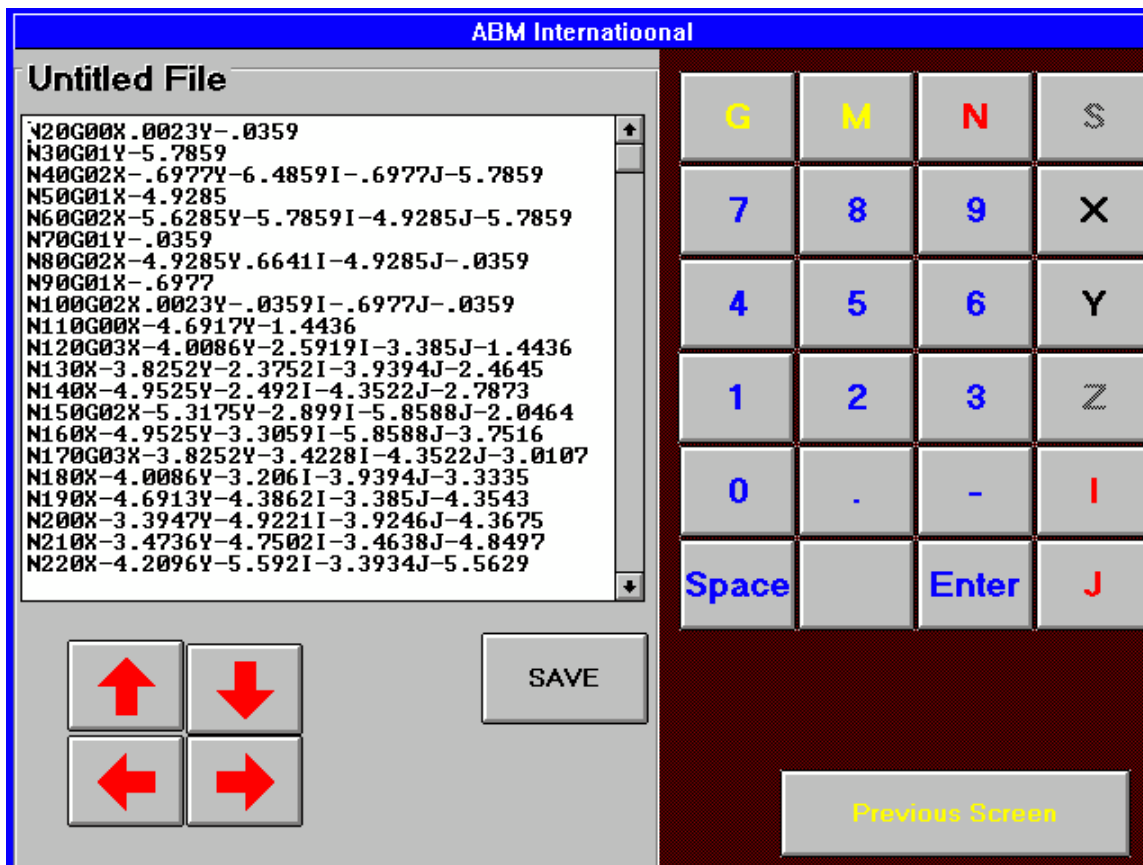 ABM Internatioonal
Untitled File
N20G00X.0023Y-.0359
N30G01Y-5.7859
N40G02X-.6977Y-6.4859I-.6977J-5.7859
N50G01X-4.9285
N60G02X-5.6285Y-5.7859I-4.9285J-5.7859
N70G01Y-.0359
N80G02X-4.9285Y.6641I-4.9285J-.0359
N90G01X-.6977
N100G02X.0023Y-.0359I-.6977J-.0359
N110G00X-4.6917Y-1.4436
N120G03X-4.0086Y-2.5919I-3.385J-1.4436
N130X-3.8252Y-2.3752I-3.9394J-2.4645
N140X-4.9525Y-2.492I-4.3522J-2.7873
N150G02X-5.3175Y-2.899I-5.8588J-2.0464
N160X-4.9525Y-3.3059I-5.8588J-3.7516
N170G03X-3.8252Y-3.4228I-4.3522J-3.0107
N180X-4.0086Y-3.206I-3.9394J-3.3335
N190X-4.6913Y-4.3862I-3.385J-4.3543
N200X-3.3947Y-4.9221I-3.9246J-4.3675
N210X-3.4736Y-4.7502I-3.4638J-4.8497
N220X-4.2096Y-5.592I-3.3934J-5.5629
SAVE
G M N S
7 8 9 X
4 5 6 Y
1 2 3 Z
0 . - I
Space Enter J
Previous Screen